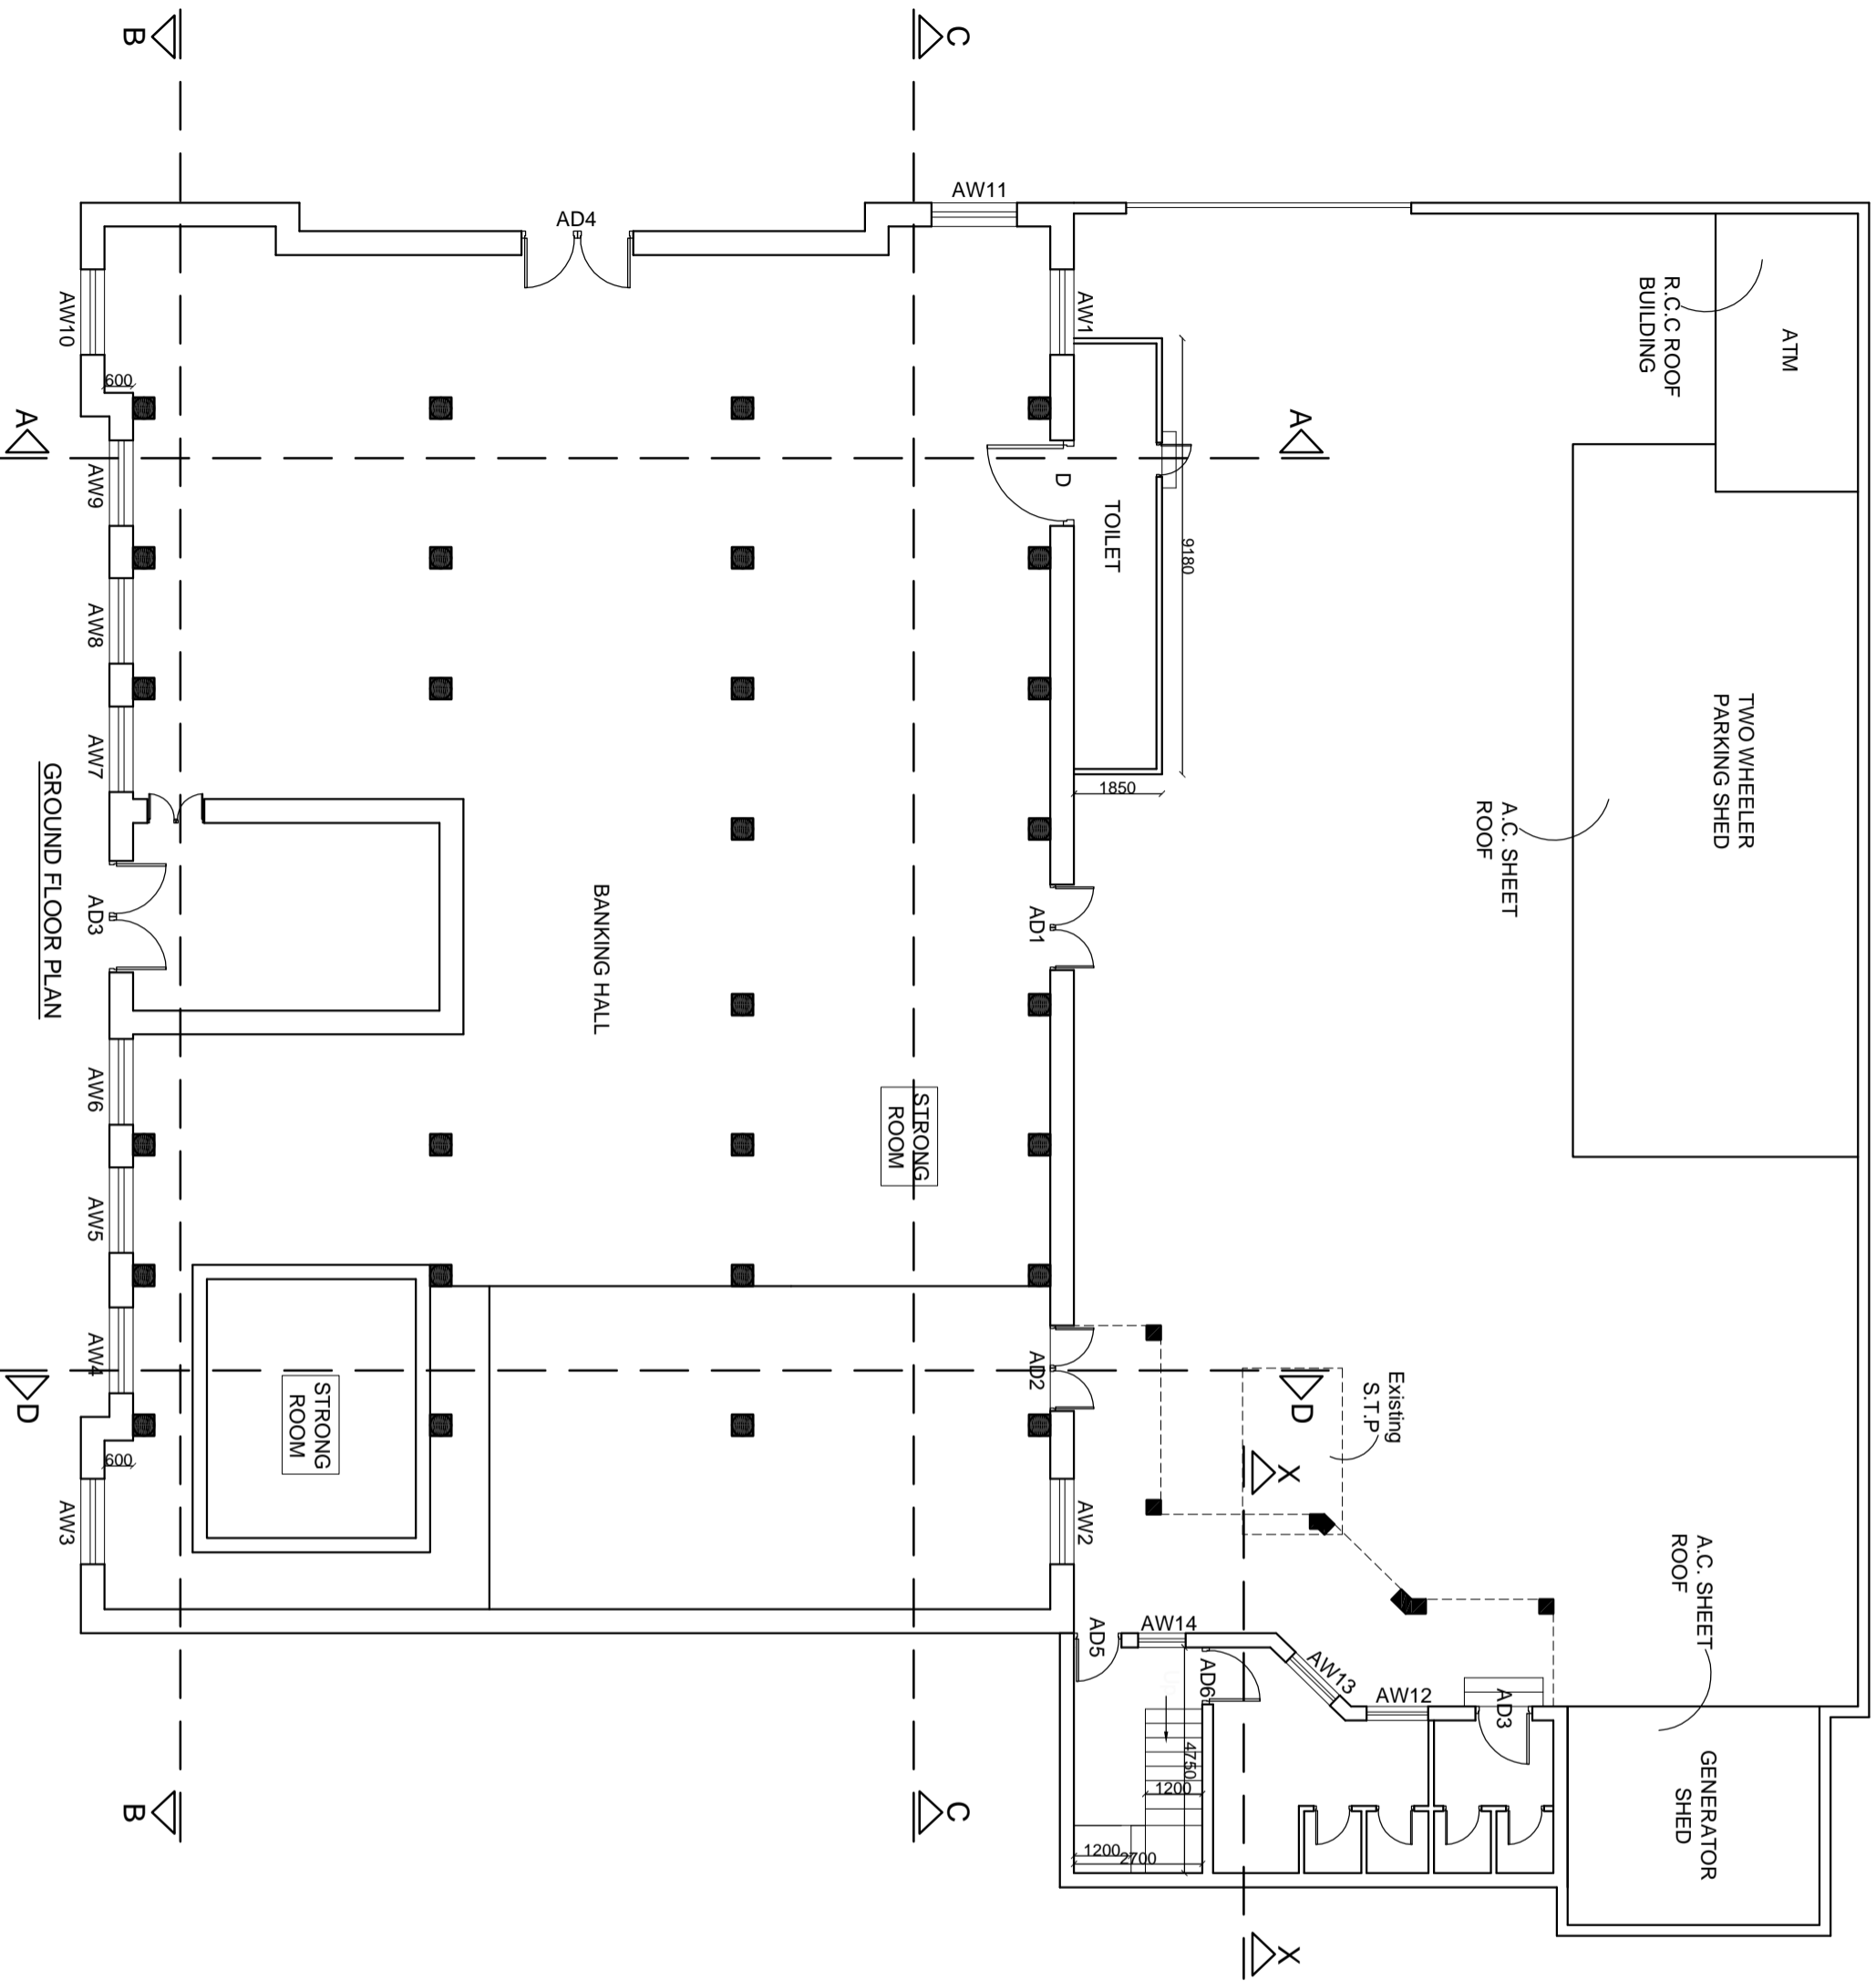 B
C
AW11
AD4
ATM
R.C.C ROOF
BUILDING
AW1
AW10
600
A
A
D
TOILET
9180
AW9
AW8
TWO WHEELER
PARKING SHED
A.C. SHEET
ROOF
AW7
1850
AD3
AD1
BANKING HALL
GROUND FLOOR PLAN
STRONG
ROOM
AW6
AW5
AW4
AD2
D
D
Existing
S.T.P
STRONG
ROOM
600
X
AW3
AW2
A.C. SHEET
ROOF
AD5
AW14
AD6
AW13
AW12
AD3
4750
1200
1200
2700
GENERATOR
SHED
B
C
X